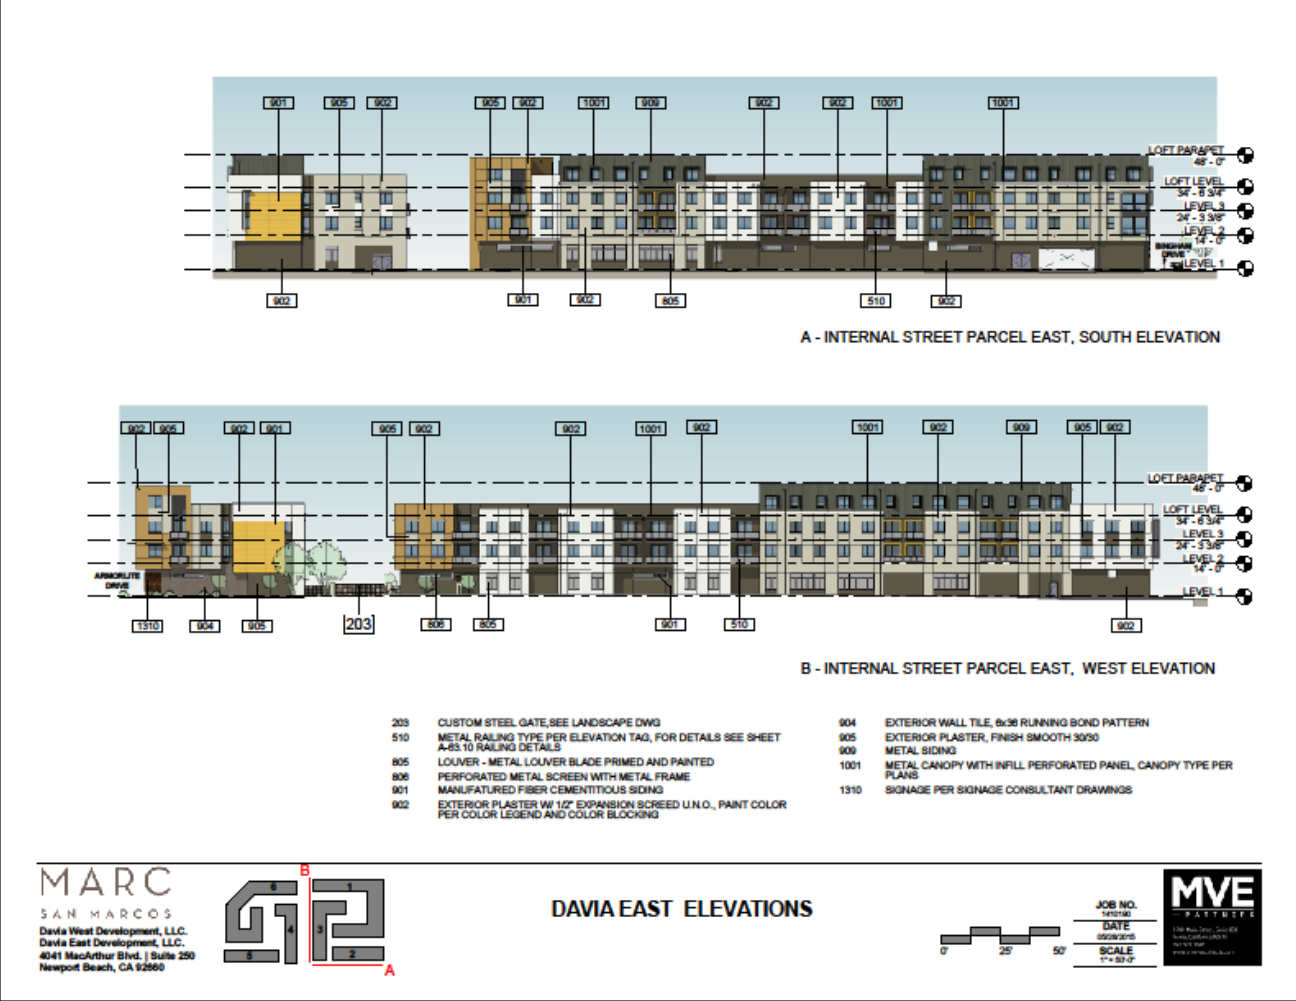 901 905 902 905 902 1001 909 902 902 1001 1001
LOFT PARAPET
48' - 0"
LOFT LEVEL
34' - 6 3/4"
LEVEL 3
24' - 3 3/8"
LEVEL 2
14' - 0"
BINGHAM
DRIVE
LEVEL 1
902 901 902 805 510 902
A - INTERNAL STREET PARCEL EAST, SOUTH ELEVATION
902 905 902 901 905 902 902 1001 902 1001 902 909 905 902
LOFT PARAPET
48' - 0"
LOFT LEVEL
34' - 6 3/4"
LEVEL 3
24' - 3 3/8"
LEVEL 2
14' - 0"
ARMORLITE
DRIVE
LEVEL 1
1310 904 905 203 806 805 901 510 902
B - INTERNAL STREET PARCEL EAST, WEST ELEVATION
203 CUSTOM STEEL GATE,SEE LANDSCAPE DWG
510 METAL RAILING TYPE PER ELEVATION TAG, FOR DETAILS SEE SHEET
A-63.10 RAILING DETAILS
805 LOUVER - METAL LOUVER BLADE PRIMED AND PAINTED
806 PERFORATED METAL SCREEN WITH METAL FRAME
901 MANUFATURED FIBER CEMENTITIOUS SIDING
902 EXTERIOR PLASTER W/ 1/2" EXPANSION SCREED U.N.O., PAINT COLOR
PER COLOR LEGEND AND COLOR BLOCKING
904 EXTERIOR WALL TILE, 6x36 RUNNING BOND PATTERN
905 EXTERIOR PLASTER, FINISH SMOOTH 30/30
909 METAL SIDING
1001 METAL CANOPY WITH INFILL PERFORATED PANEL, CANOPY TYPE PER
PLANS
1310 SIGNAGE PER SIGNAGE CONSULTANT DRAWINGS
MARC
SAN MARCOS
Davia West Development, LLC.
Davia East Development, LLC.
4041 MacArthur Blvd. | Suite 250
Newport Beach, CA 92660
B
6 1
4 3
5 2
A
DAVIA EAST ELEVATIONS
0' 25' 50'
JOB NO.
1410190
DATE
05/28/2015
SCALE
1" = 50'-0"
MVE
PARTNERS